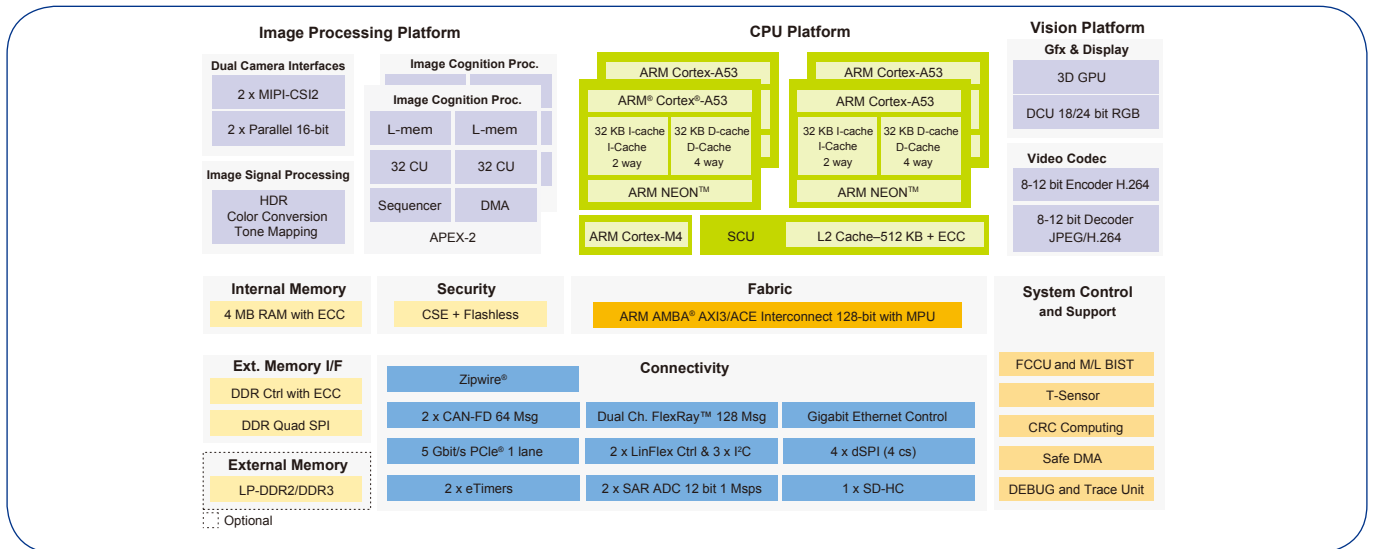 Image Processing Platform
Dual Camera Interfaces
2 x MIPI-CSI2
2 x Parallel 16-bit
Image Signal Processing
HDR
Color Conversion
Tone Mapping
Image Cognition Proc.
Image Cognition Proc.
L-mem
L-mem
32 CU
32 CU
Sequencer
DMA
APEX-2
CPU Platform
ARM Cortex-A53
ARM® Cortex®-A53
32 KB I-cache
I-Cache
2 way
32 KB D-cache
D-Cache
4 way
ARM NEON™
ARM Cortex-A53
ARM Cortex-A53
32 KB I-cache
I-Cache
2 way
32 KB D-cache
D-Cache
4 way
ARM NEON™
ARM Cortex-M4
SCU
L2 Cache–512 KB + ECC
Vision Platform
Gfx & Display
3D GPU
DCU 18/24 bit RGB
Video Codec
8-12 bit Encoder H.264
8-12 bit Decoder
JPEG/H.264
Internal Memory
4 MB RAM with ECC
Security
CSE + Flashless
Fabric
ARM AMBA® AXI3/ACE Interconnect 128-bit with MPU
System Control
and Support
FCCU and M/L BIST
T-Sensor
CRC Computing
Safe DMA
DEBUG and Trace Unit
Ext. Memory I/F
DDR Ctrl with ECC
DDR Quad SPI
External Memory
LP-DDR2/DDR3
Optional
Connectivity
Zipwire®
2 x CAN-FD 64 Msg
Dual Ch. FlexRay™ 128 Msg
Gigabit Ethernet Control
5 Gbit/s PCIe® 1 lane
2 x LinFlex Ctrl & 3 x I²C
4 x dSPI (4 cs)
2 x eTimers
2 x SAR ADC 12 bit 1 Msps
1 x SD-HC